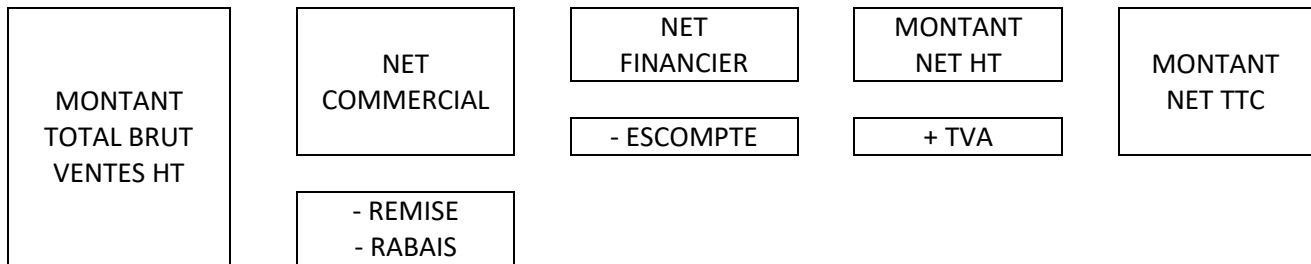 MONTANT
TOTAL BRUT
VENTES HT
NET
COMMERCIAL
- REMISE
- RABAIS
NET
FINANCIER
- ESCOMPTE
MONTANT
NET HT
+ TVA
MONTANT
NET TTC